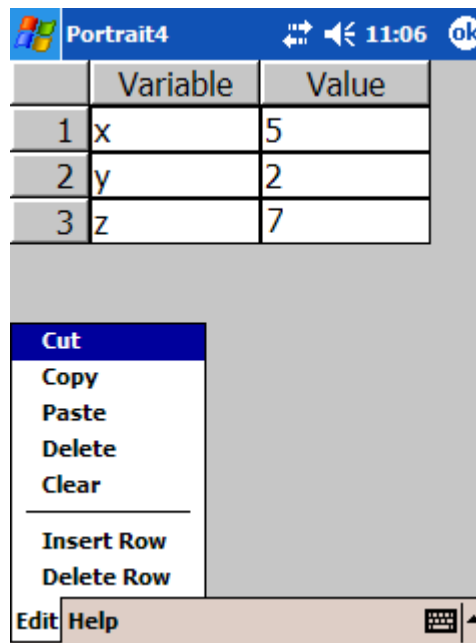 Portrait4 11:06 ok
Variable Value
1 x 5
2 y 2
3 z 7
Cut
Copy
Paste
Delete
Clear
Insert Row
Delete Row
Edit Help